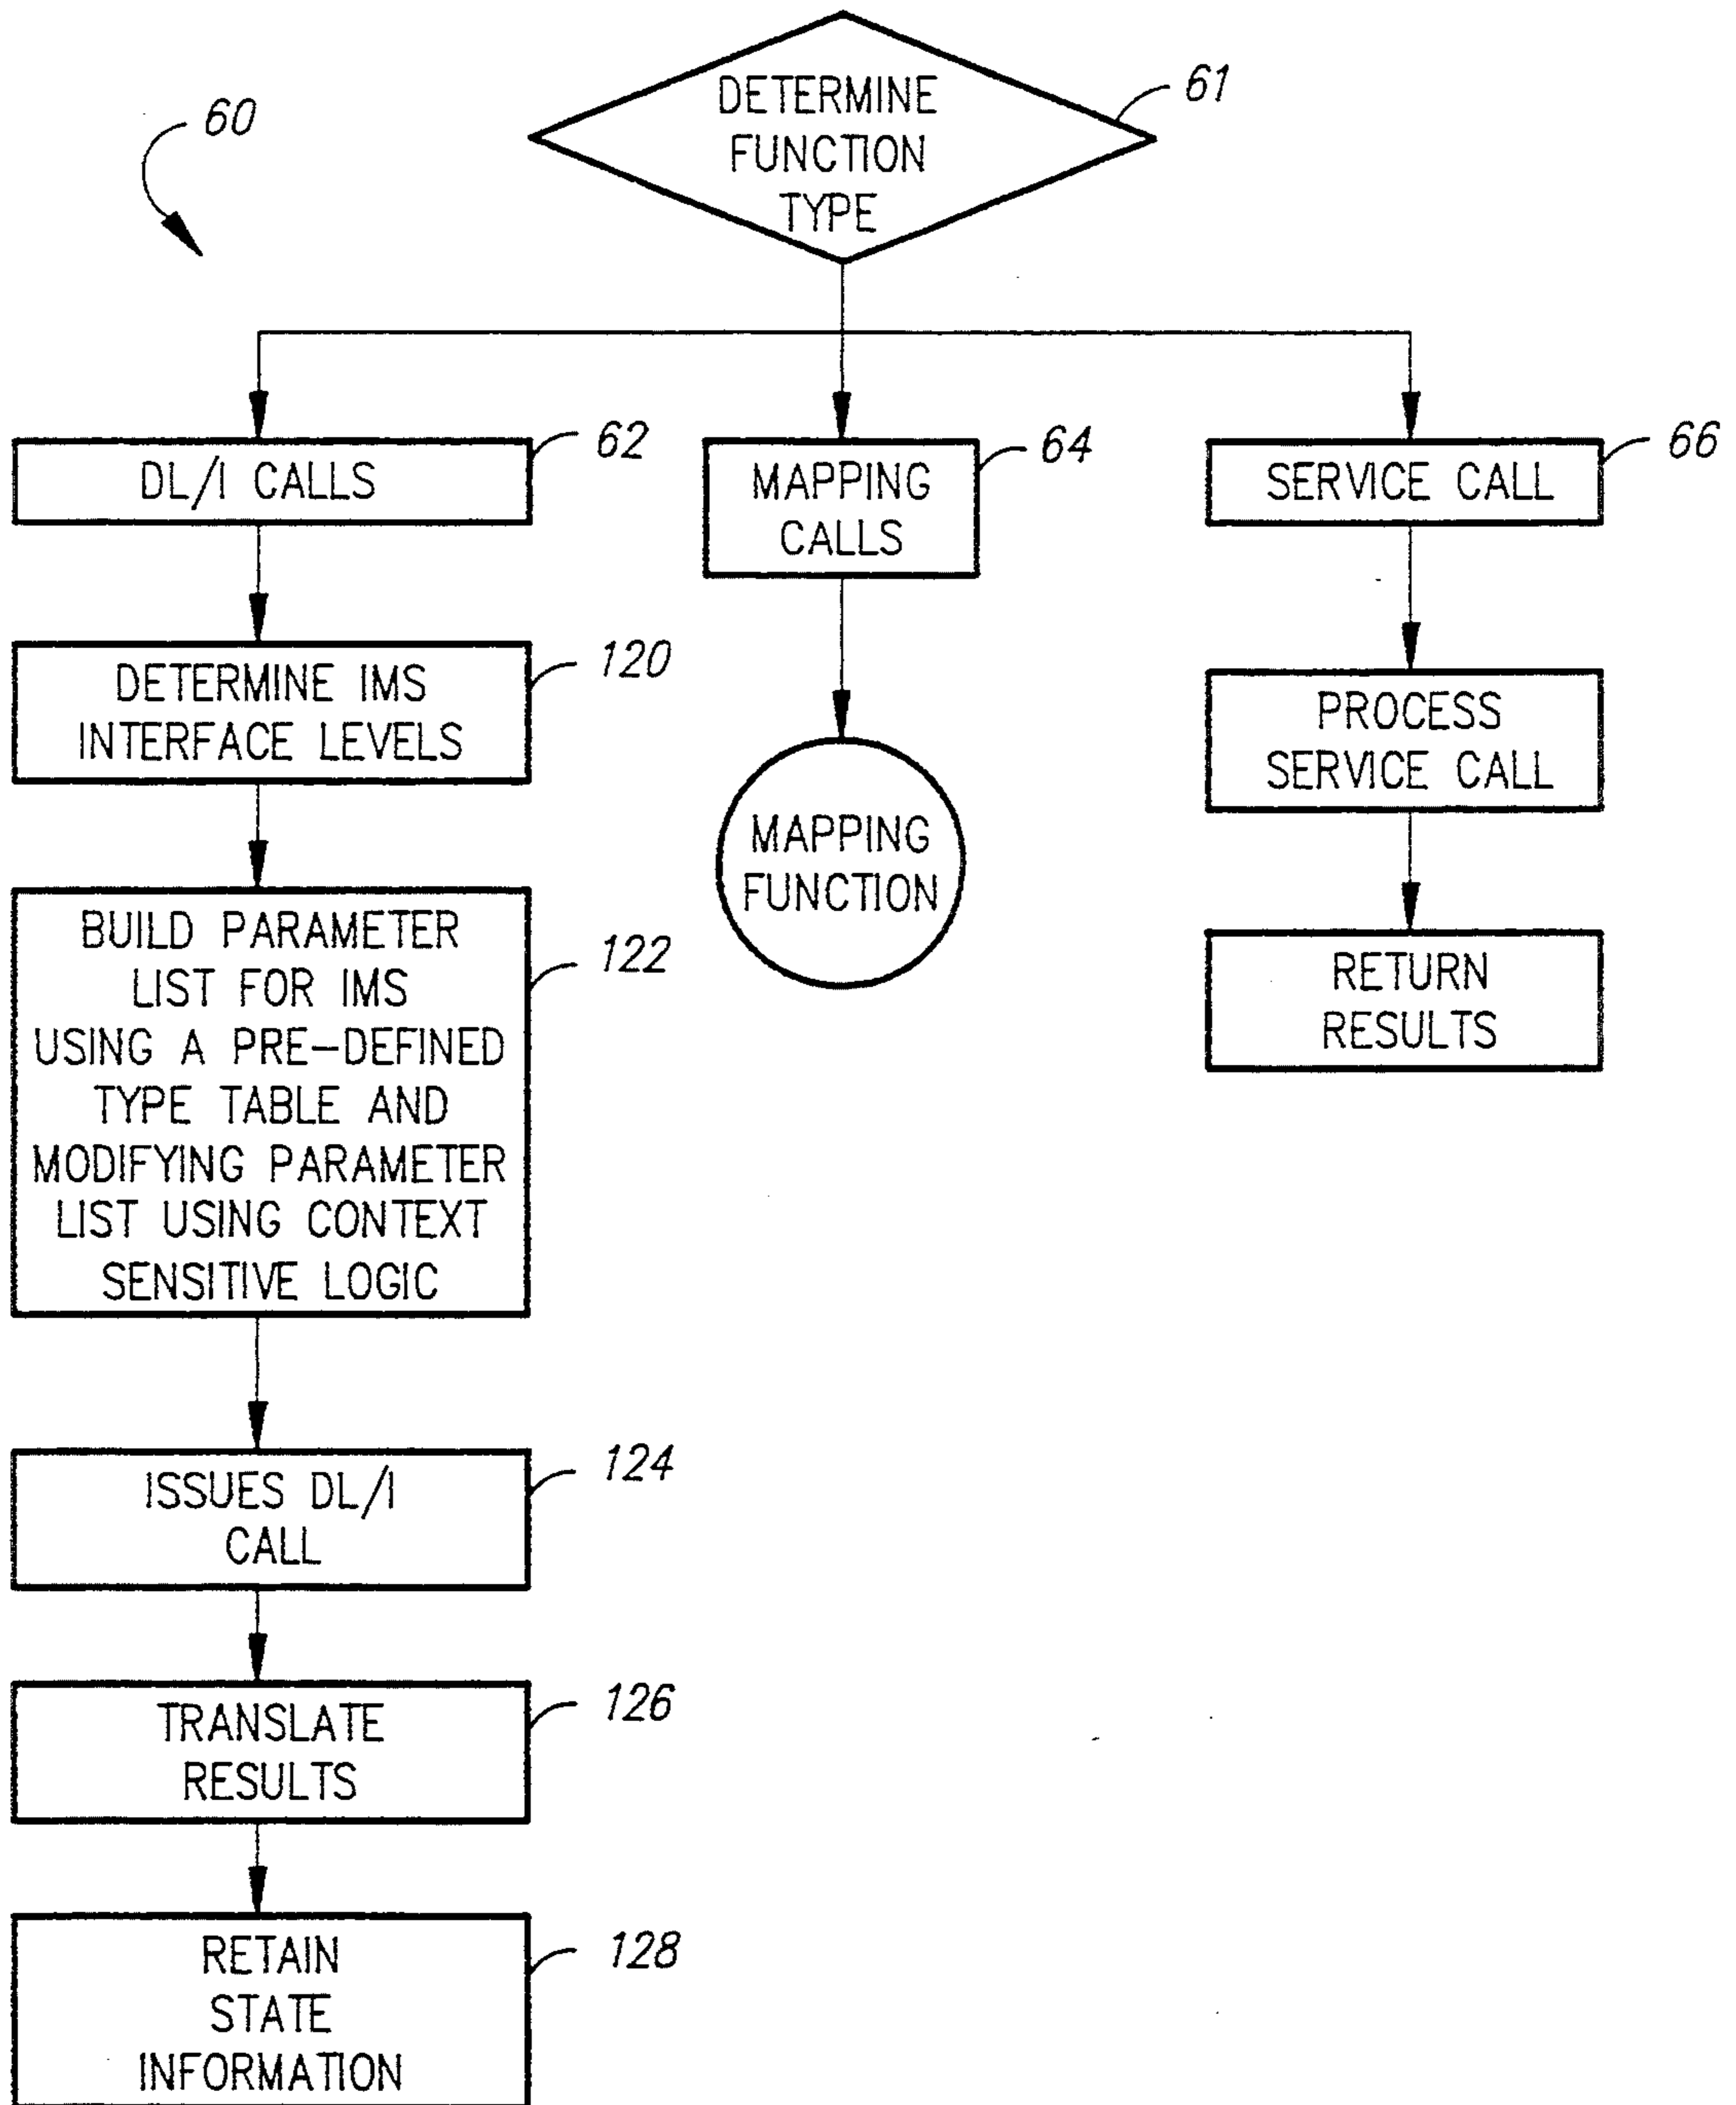 60
DETERMINE
FUNCTION
TYPE
61
DL/I CALLS
62
DETERMINE IMS
INTERFACE LEVELS
120
BUILD PARAMETER
LIST FOR IMS
USING A PRE-DEFINED
TYPE TABLE AND
MODIFYING PARAMETER
LIST USING CONTEXT
SENSITIVE LOGIC
122
ISSUES DL/I
CALL
124
TRANSLATE
RESULTS
126
RETAIN
STATE
INFORMATION
128
MAPPING
CALLS
64
MAPPING
FUNCTION
SERVICE CALL
66
PROCESS
SERVICE CALL
RETURN
RESULTS